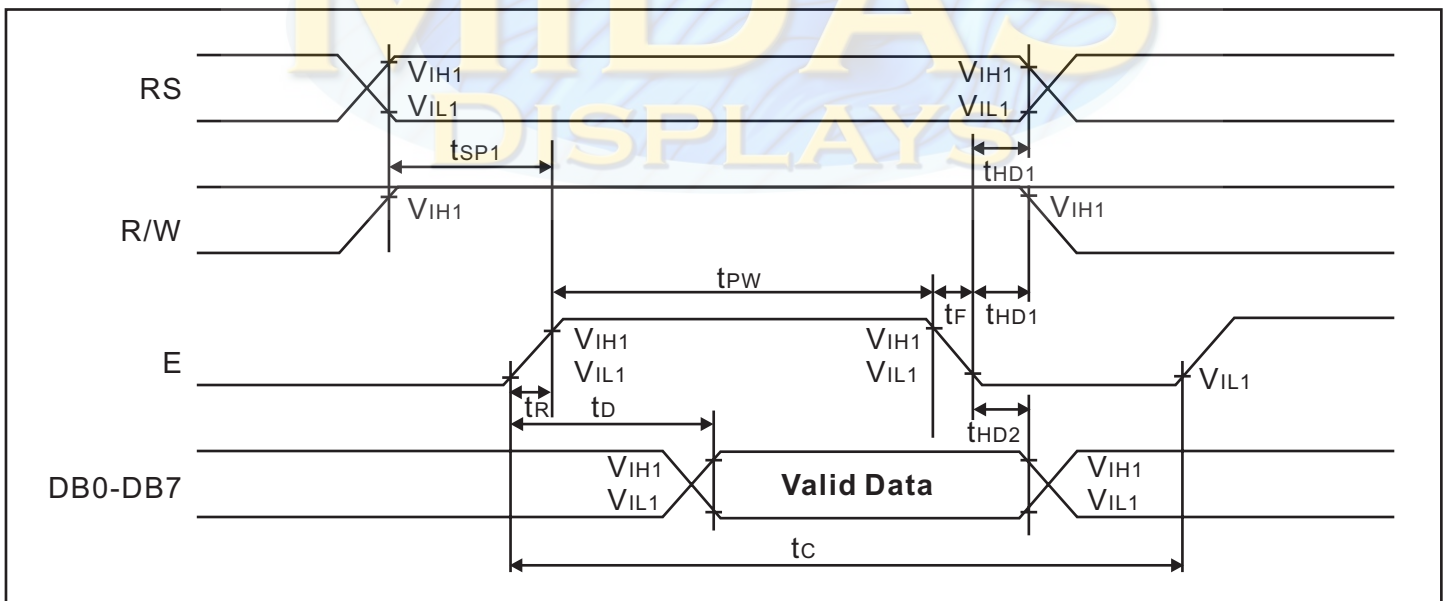 MIDAS
DISPLAYS
RS
VIH1
VIL1
VIH1
VIL1
tSP1
tHD1
R/W
VIH1
VIH1
tPW
tF
tHD1
E
VIH1
VIL1
VIH1
VIL1
VIL1
tR
tD
tHD2
DB0-DB7
VIH1
VIL1
Valid Data
VIH1
VIL1
tC